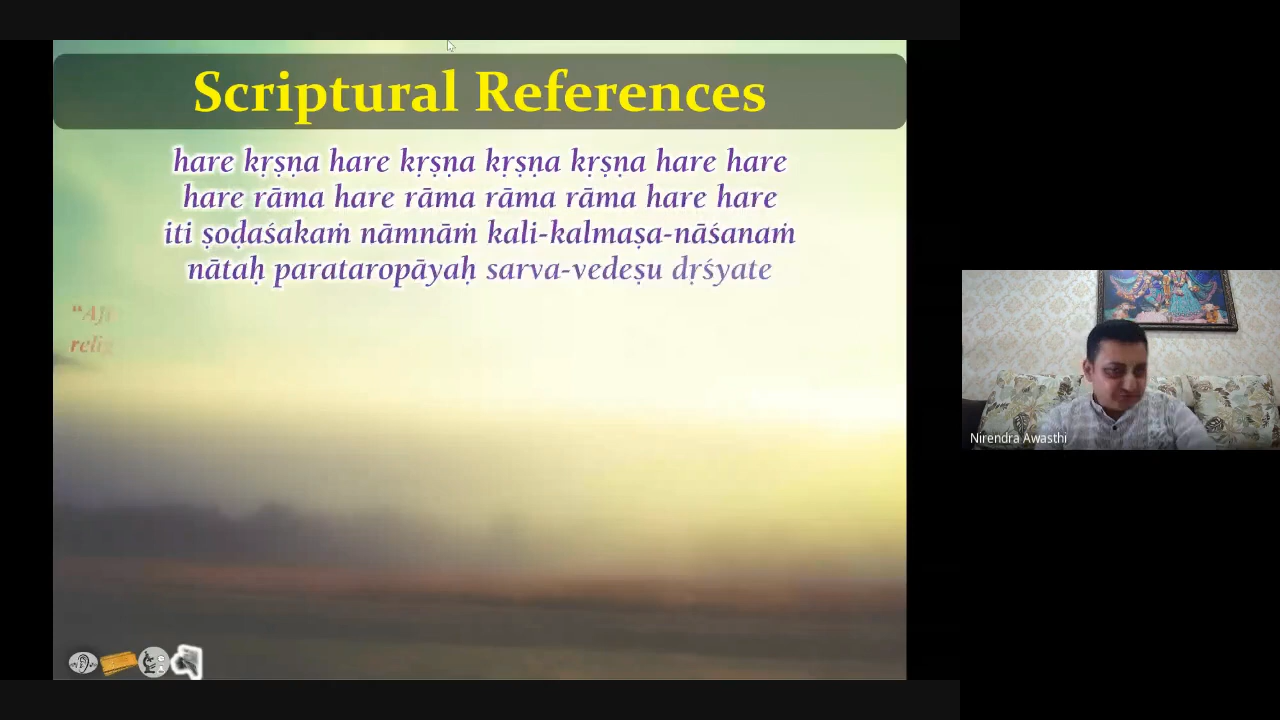 Scriptural References
hare kṛṣṇa hare kṛṣṇa kṛṣṇa kṛṣṇa hare hare
hare rāma hare rāma rāma rāma hare hare
iti ṣoḍaśakaṁ nāmnāṁ kali-kalmaṣa-nāśanaṁ
nātaḥ parataropāyaḥ sarva-vedeṣu dṛśyate
Nirendra Awasthi